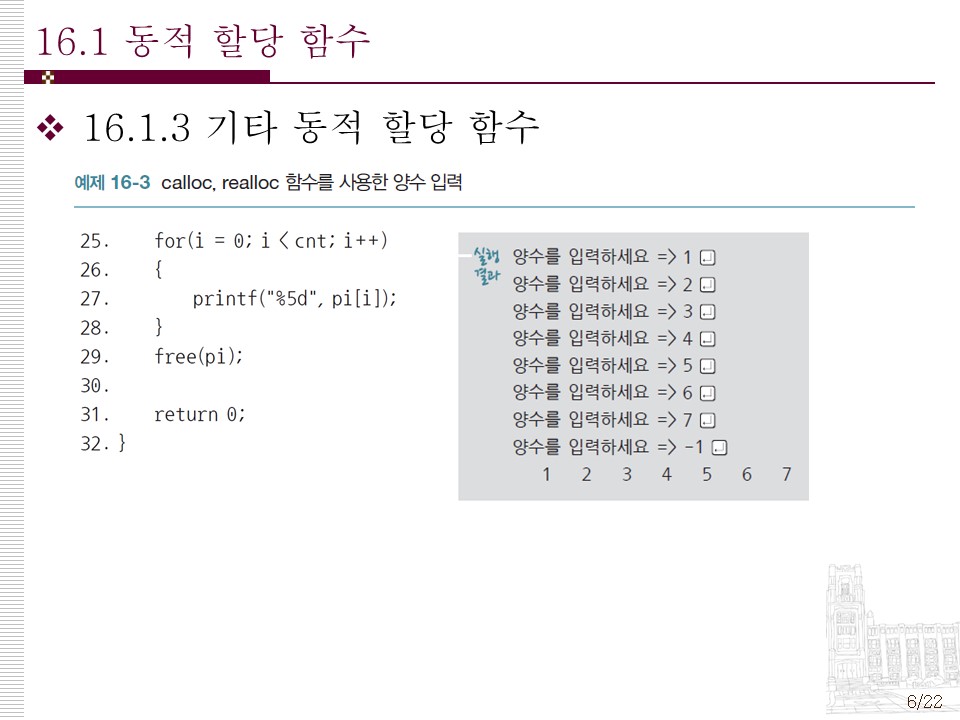 16.1 동적 할당 함수
❖ 16.1.3 기타 동적 할당 함수
예제 16-3 calloc, realloc 함수를 사용한 양수 입력
25. for(i = 0; i < cnt; i++)
26. {
27. printf("%5d", pi[i]);
28. }
29. free(pi);
30.
31. return 0;
32. }
실행
결과
양수를 입력하세요 => 1 ↵
양수를 입력하세요 => 2 ↵
양수를 입력하세요 => 3 ↵
양수를 입력하세요 => 4 ↵
양수를 입력하세요 => 5 ↵
양수를 입력하세요 => 6 ↵
양수를 입력하세요 => 7 ↵
양수를 입력하세요 => -1 ↵
1 2 3 4 5 6 7
6/22